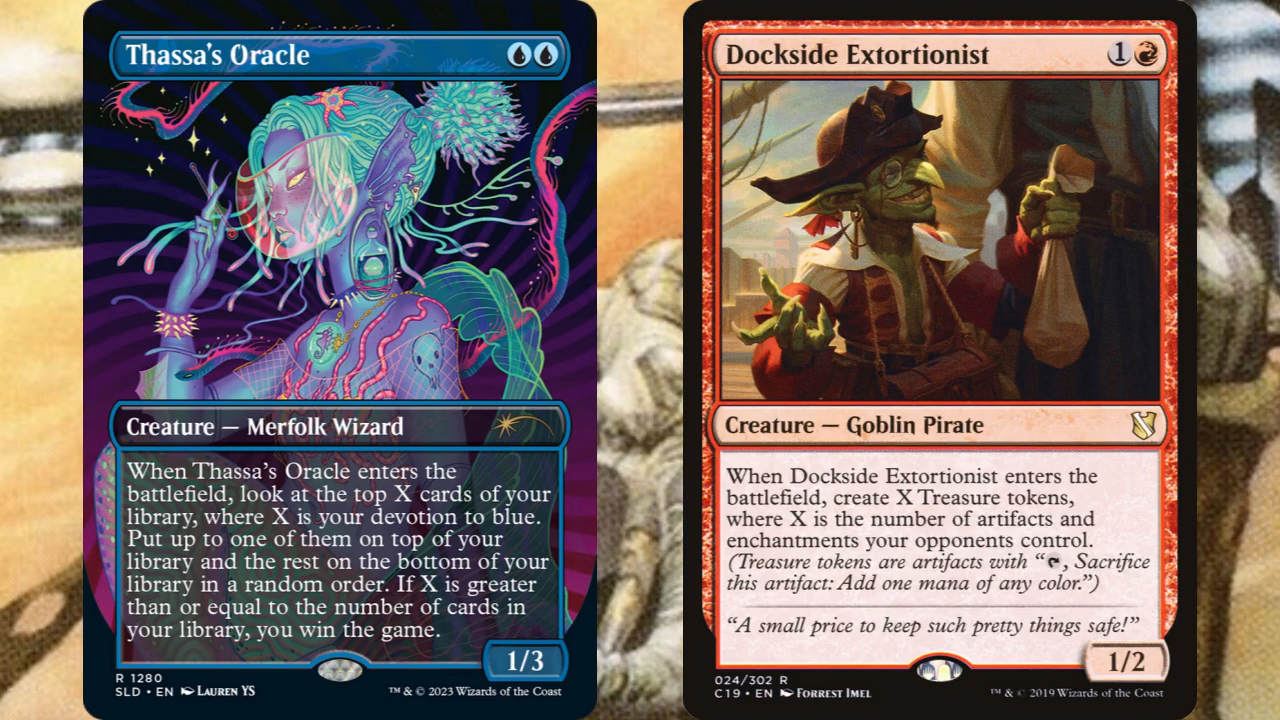 Thassa's Oracle
Creature — Merfolk Wizard
When Thassa's Oracle enters the
battlefield, look at the top X cards of your
library, where X is your devotion to blue.
Put up to one of them on top of your
library and the rest on the bottom of your
library in a random order. If X is greater
than or equal to the number of cards in
your library, you win the game.
1/3
R 1280
SLD • EN LAUREN YS
™ & © 2023 Wizards of the Coast
Dockside Extortionist
1
Creature — Goblin Pirate
When Dockside Extortionist enters the
battlefield, create X Treasure tokens,
where X is the number of artifacts and
enchantments your opponents control.
(Treasure tokens are artifacts with “, Sacrifice
this artifact: Add one mana of any color.”)
“A small price to keep such pretty things safe!”
1/2
024/302 R
C19 • EN FORREST IMEL
™ & © 2019 Wizards of the Coast